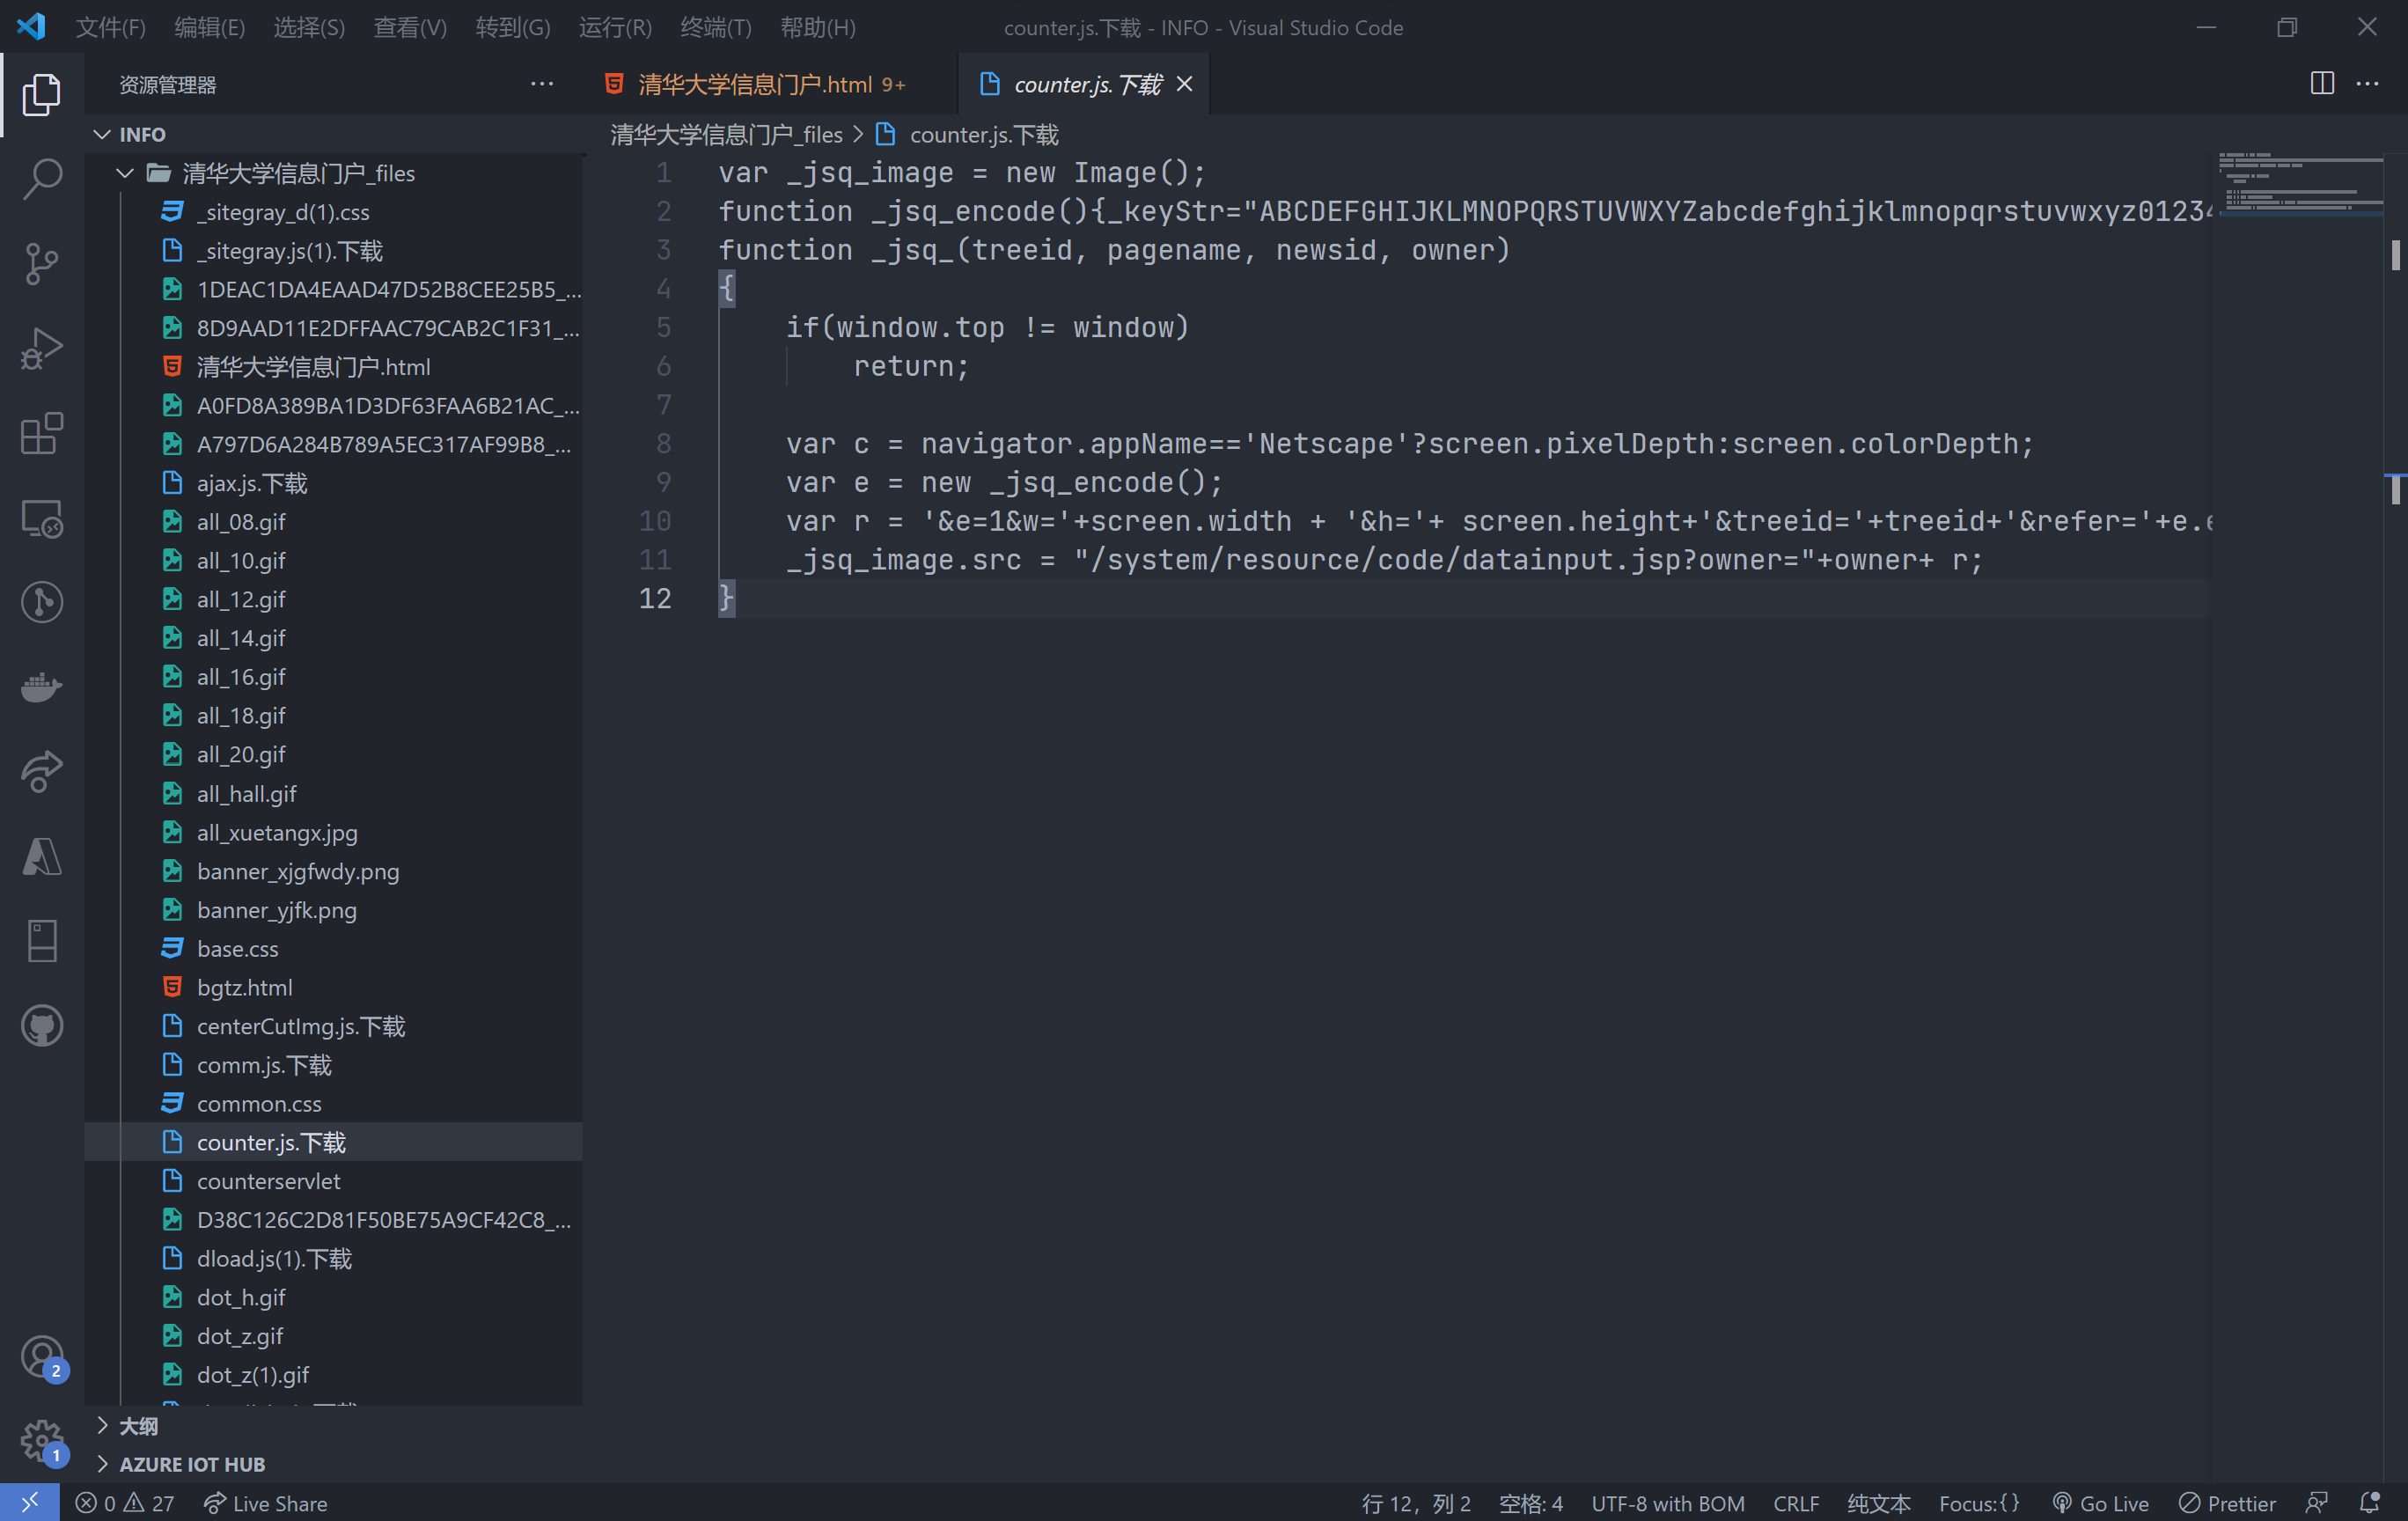 文件(F) 编辑(E) 选择(S) 查看(V) 转到(G) 运行(R) 终端(T) 帮助(H) counter.js.下载 - INFO - Visual Studio Code
资源管理器 ···
清华大学信息门户.html 9+ counter.js.下载
INFO
清华大学信息门户_files
_sitegray_d(1).css
_sitegray.js(1).下载
1DEAC1DA4EAAD47D52B8CEE25B5_...
8D9AAD11E2DFFAAC79CAB2C1F31_...
清华大学信息门户.html
A0FD8A389BA1D3DF63FAA6B21AC_...
A797D6A284B789A5EC317AF99B8_...
ajax.js.下载
all_08.gif
all_10.gif
all_12.gif
all_14.gif
all_16.gif
all_18.gif
all_20.gif
all_hall.gif
all_xuetangx.jpg
banner_xjgfwdy.png
banner_yjfk.png
base.css
bgtz.html
centerCutImg.js.下载
comm.js.下载
common.css
counter.js.下载
counterservlet
D38C126C2D81F50BE75A9CF42C8_...
dload.js(1).下载
dot_h.gif
dot_z.gif
dot_z(1).gif
大纲
AZURE IOT HUB
清华大学信息门户_files > counter.js.下载
1 var _jsq_image = new Image();
2 function _jsq_encode(){_keyStr="ABCDEFGHIJKLMNOPQRSTUVWXYZabcdefghijklmnopqrstuvwxyz01234
3 function _jsq_(treeid, pagename, newsid, owner)
4 {
5 if(window.top != window)
6 return;
7
8 var c = navigator.appName=='Netscape'?screen.pixelDepth:screen.colorDepth;
9 var e = new _jsq_encode();
10 var r = '&e=1&w='+screen.width + '&h='+ screen.height+'&treeid='+treeid+'&refer='+e.e
11 _jsq_image.src = "/system/resource/code/datainput.jsp?owner="+owner+ r;
12 }
2
1
0 27 Live Share 行 12，列 2 空格: 4 UTF-8 with BOM CRLF 纯文本 Focus:{} Go Live Prettier